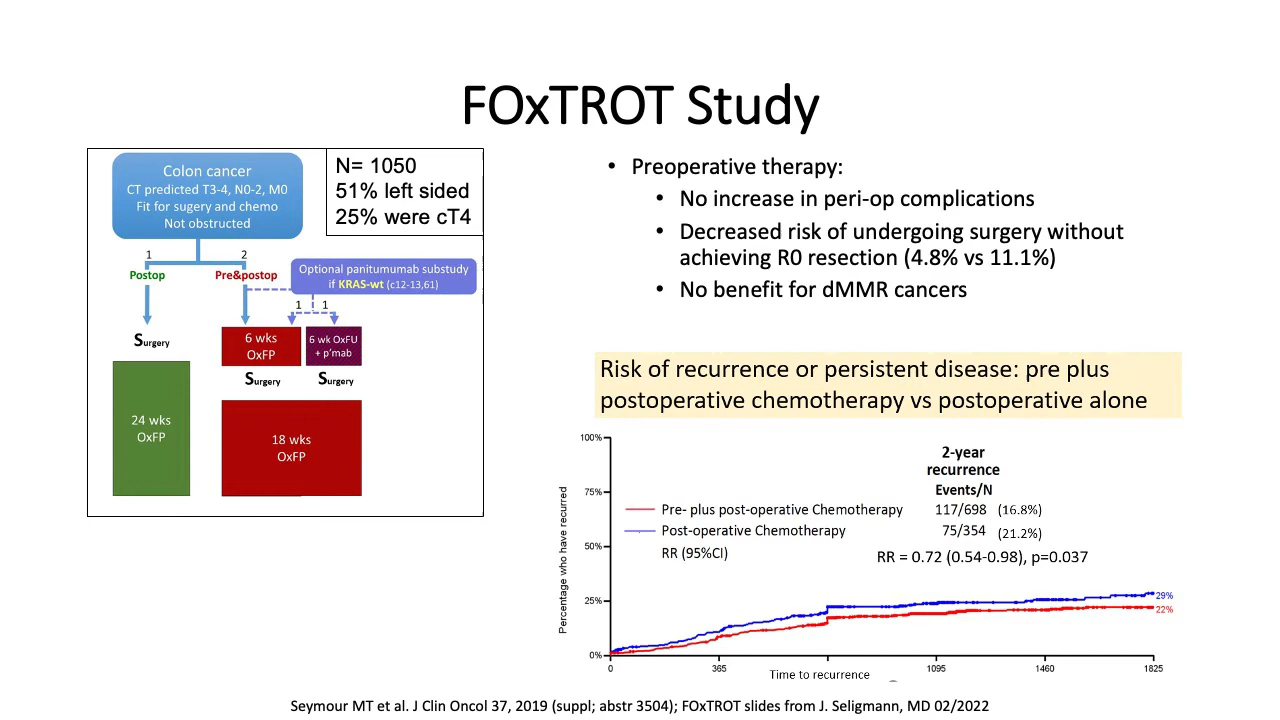 FOxTROT Study
Colon cancer
CT predicted T3-4, N0-2, M0
Fit for sugery and chemo
Not obstructed
N= 1050
51% left sided
25% were cT4
1
2
Postop
Pre&postop
Optional panitumumab substudy
if KRAS-wt (c12-13,61)
1
1
Surgery
6 wks
OxFP
6 wk OxFU
+ p'mab
Surgery
Surgery
24 wks
OxFP
18 wks
OxFP
• Preoperative therapy:
• No increase in peri-op complications
• Decreased risk of undergoing surgery without
achieving R0 resection (4.8% vs 11.1%)
• No benefit for dMMR cancers
Risk of recurrence or persistent disease: pre plus
postoperative chemotherapy vs postoperative alone
Percentage who have recurred
100%
75%
50%
25%
0%
2-year
recurrence
Events/N
Pre- plus post-operative Chemotherapy 117/698 (16.8%)
Post-operative Chemotherapy 75/354 (21.2%)
RR (95%CI) RR = 0.72 (0.54-0.98), p=0.037
29%
22%
0 365 1095 1460 1825
Time to recurrence
Seymour MT et al. J Clin Oncol 37, 2019 (suppl; abstr 3504); FOxTROT slides from J. Seligmann, MD 02/2022